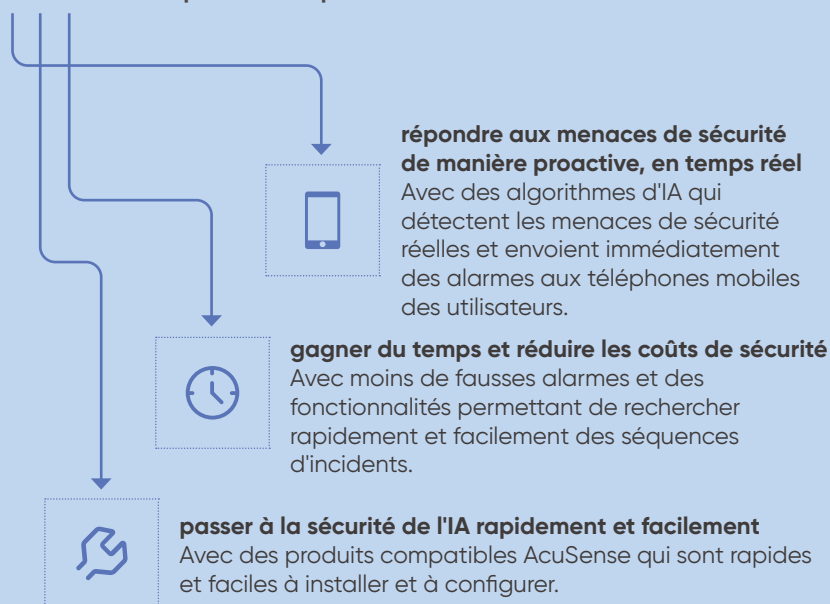 répondre aux menaces de sécurité
de manière proactive, en temps réel
Avec des algorithmes d'IA qui
détectent les menaces de sécurité
réelles et envoient immédiatement
des alarmes aux téléphones mobiles
des utilisateurs.
gagner du temps et réduire les coûts de sécurité
Avec moins de fausses alarmes et des
fonctionnalités permettant de rechercher
rapidement et facilement des séquences
d'incidents.
passer à la sécurité de l'IA rapidement et facilement
Avec des produits compatibles AcuSense qui sont rapides
et faciles à installer et à configurer.